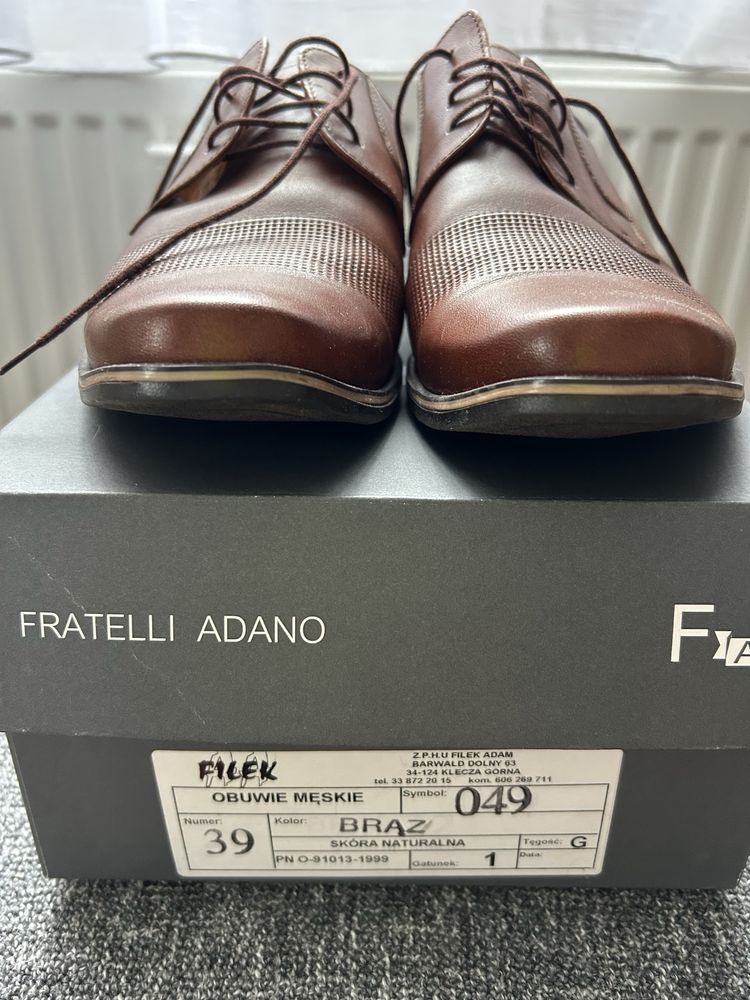 FRATELLI ADANO
F A
FILEK
Z.P.H.U FILEK ADAM
BARWAŁD DOLNY 63
34-124 KLECZA GÓRNA
tel. 33 872 20 15 kom. 606 269 711
OBUWIE MĘSKIE
Symbol: 049
Numer: 39
Kolor: BRĄZ
SKÓRA NATURALNA
Tęgość: G
PN O-91013-1999
Gatunek: 1
Data: